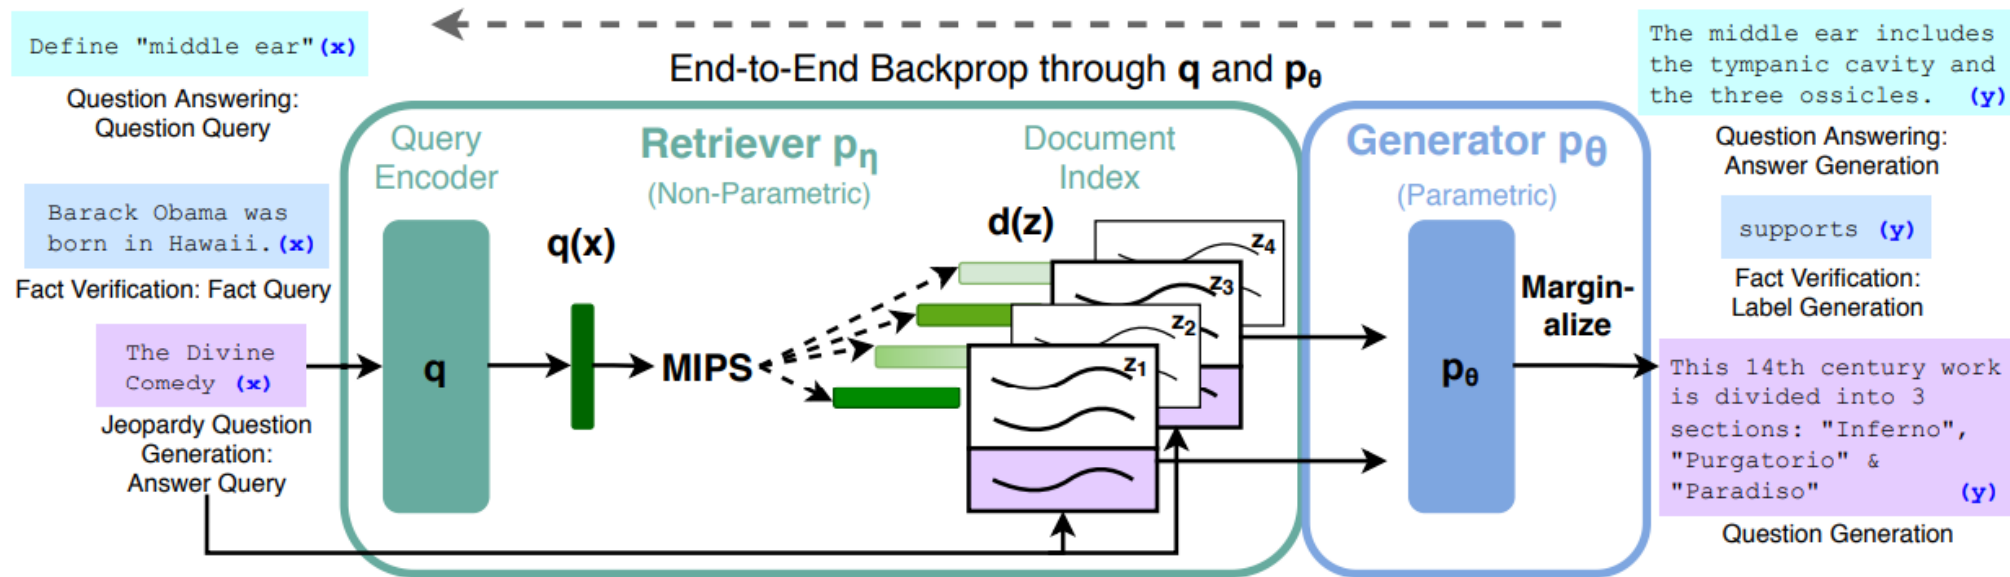 Define "middle ear"(x)
Question Answering:
Question Query
Barack Obama was
born in Hawaii.(x)
Fact Verification: Fact Query
The Divine
Comedy (x)
Jeopardy Question
Generation:
Answer Query
End-to-End Backprop through q and pθ
Query
Encoder
Retriever pη
(Non-Parametric)
Document
Index
q
q(x)
MIPS
d(z)
z4
z3
z2
z1
Generator pθ
(Parametric)
pθ
Margin-
alize
The middle ear includes
the tympanic cavity and
the three ossicles. (y)
Question Answering:
Answer Generation
supports (y)
Fact Verification:
Label Generation
This 14th century work
is divided into 3
sections: "Inferno",
"Purgatorio" &
"Paradiso" (y)
Question Generation